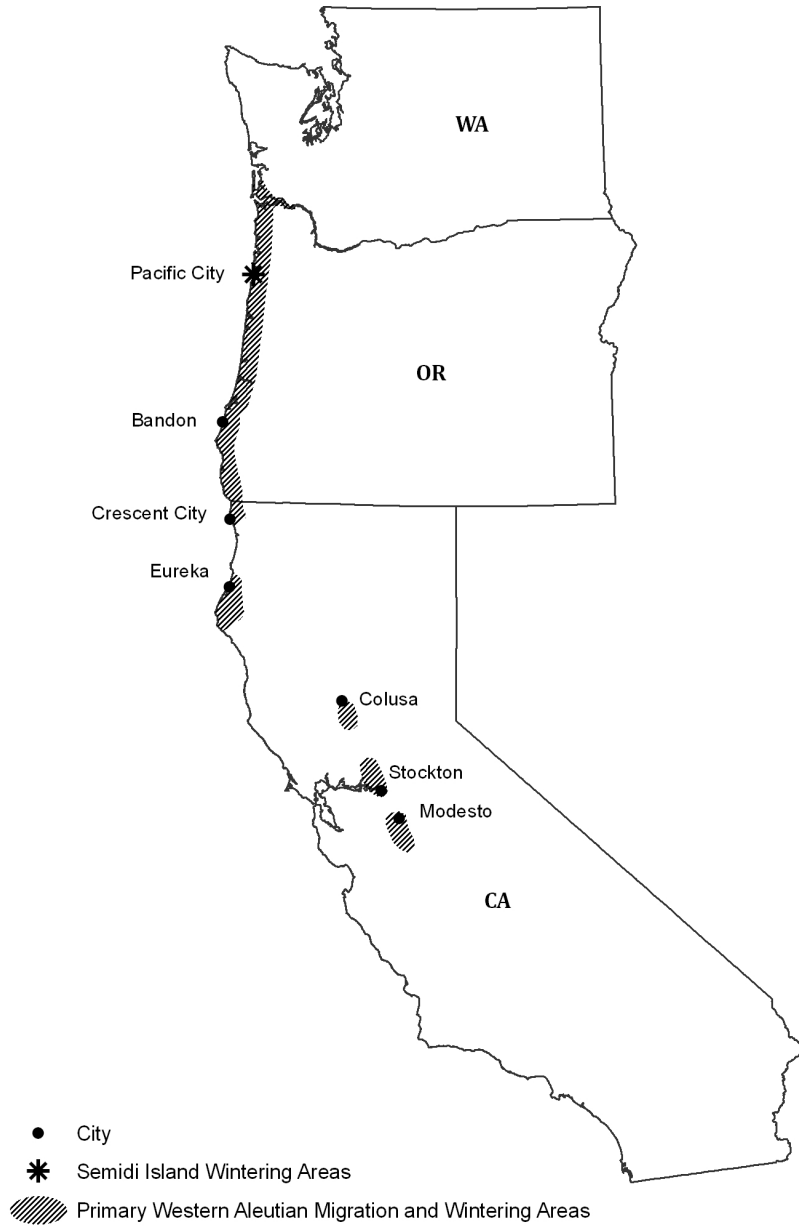 WA
Pacific City
OR
Bandon
Crescent City
Eureka
Colusa
Stockton
Modesto
CA
City
Semidi Island Wintering Areas
Primary Western Aleutian Migration and Wintering Areas